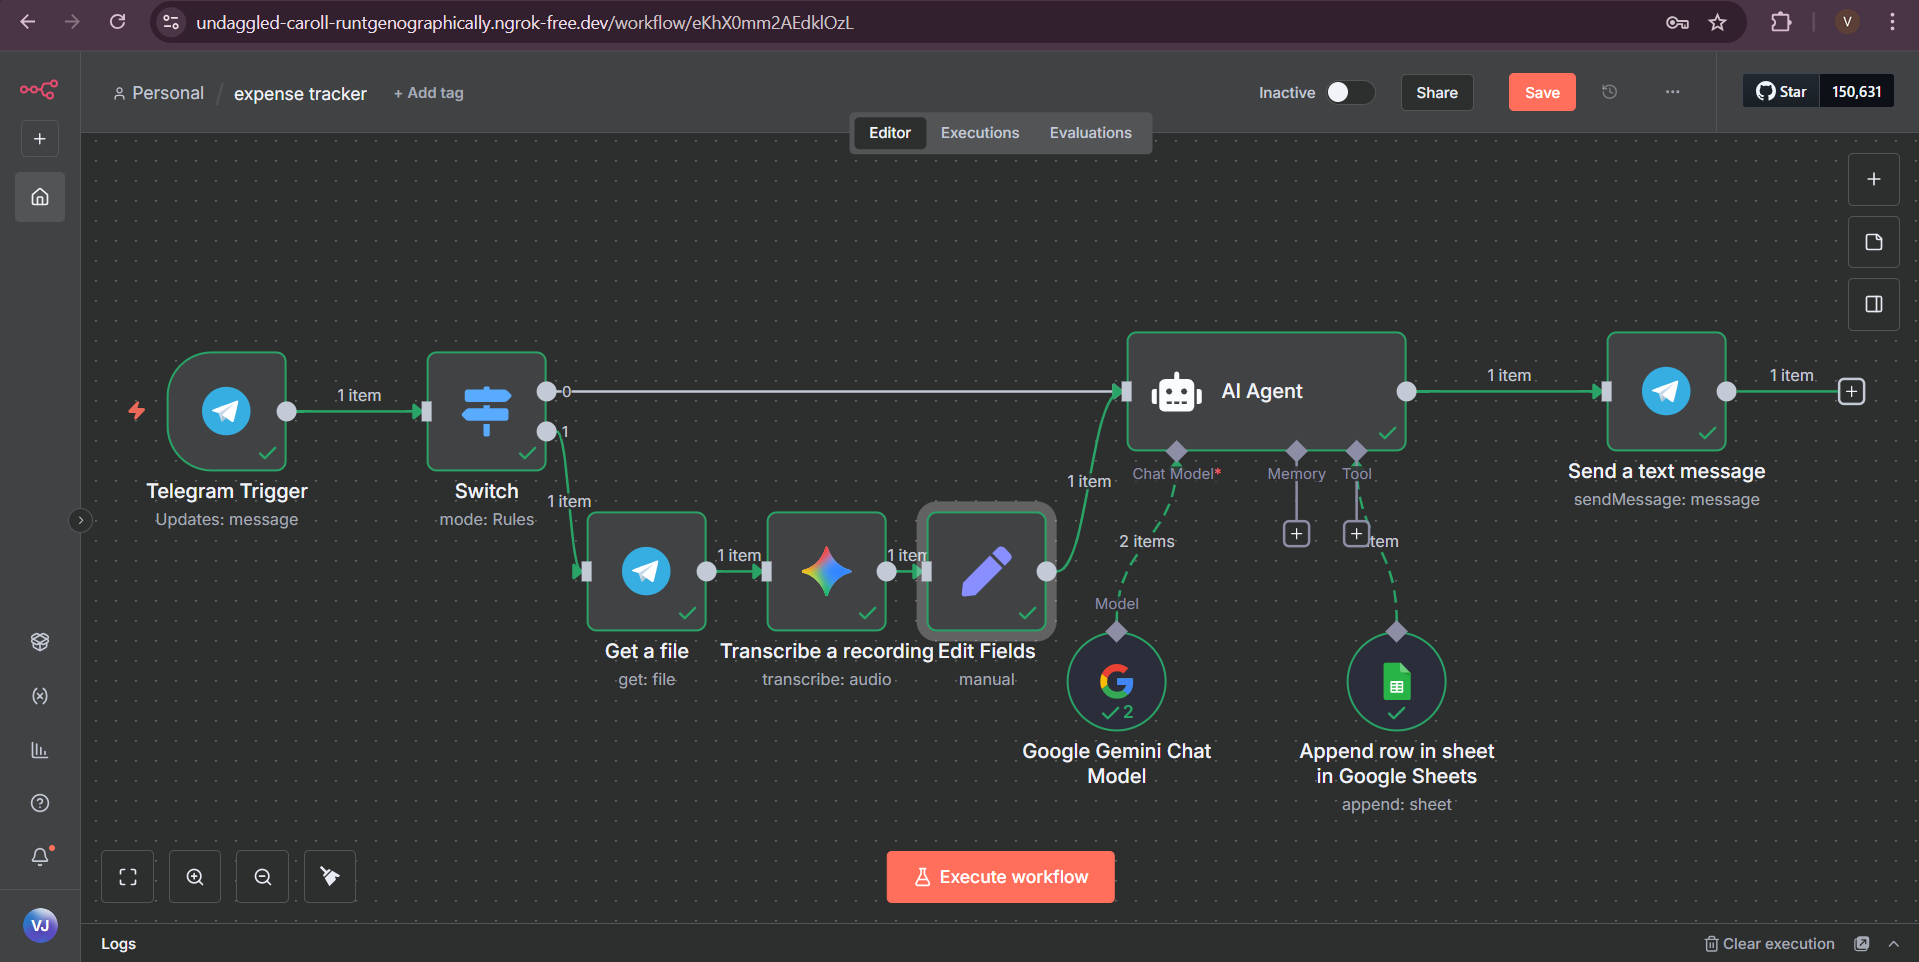 undaggled-caroll-runtgenographically.ngrok-free.dev/workflow/eKhX0mm2AEdklOzL
V
Personal / expense tracker + Add tag
Inactive
Share
Save
Star 150,631
Editor Executions Evaluations
1 item
Telegram Trigger
Updates: message
0
1
Switch
mode: Rules
1 item
Get a file
get: file
1 item
Transcribe a recording
transcribe: audio
1 item
Edit Fields
manual
1 item
AI Agent
Chat Model*
Memory
Tool
2 items
tem
Model
2
Google Gemini Chat
Model
Append row in sheet
in Google Sheets
append: sheet
1 item
Send a text message
sendMessage: message
1 item
Execute workflow
VJ
Logs
Clear execution